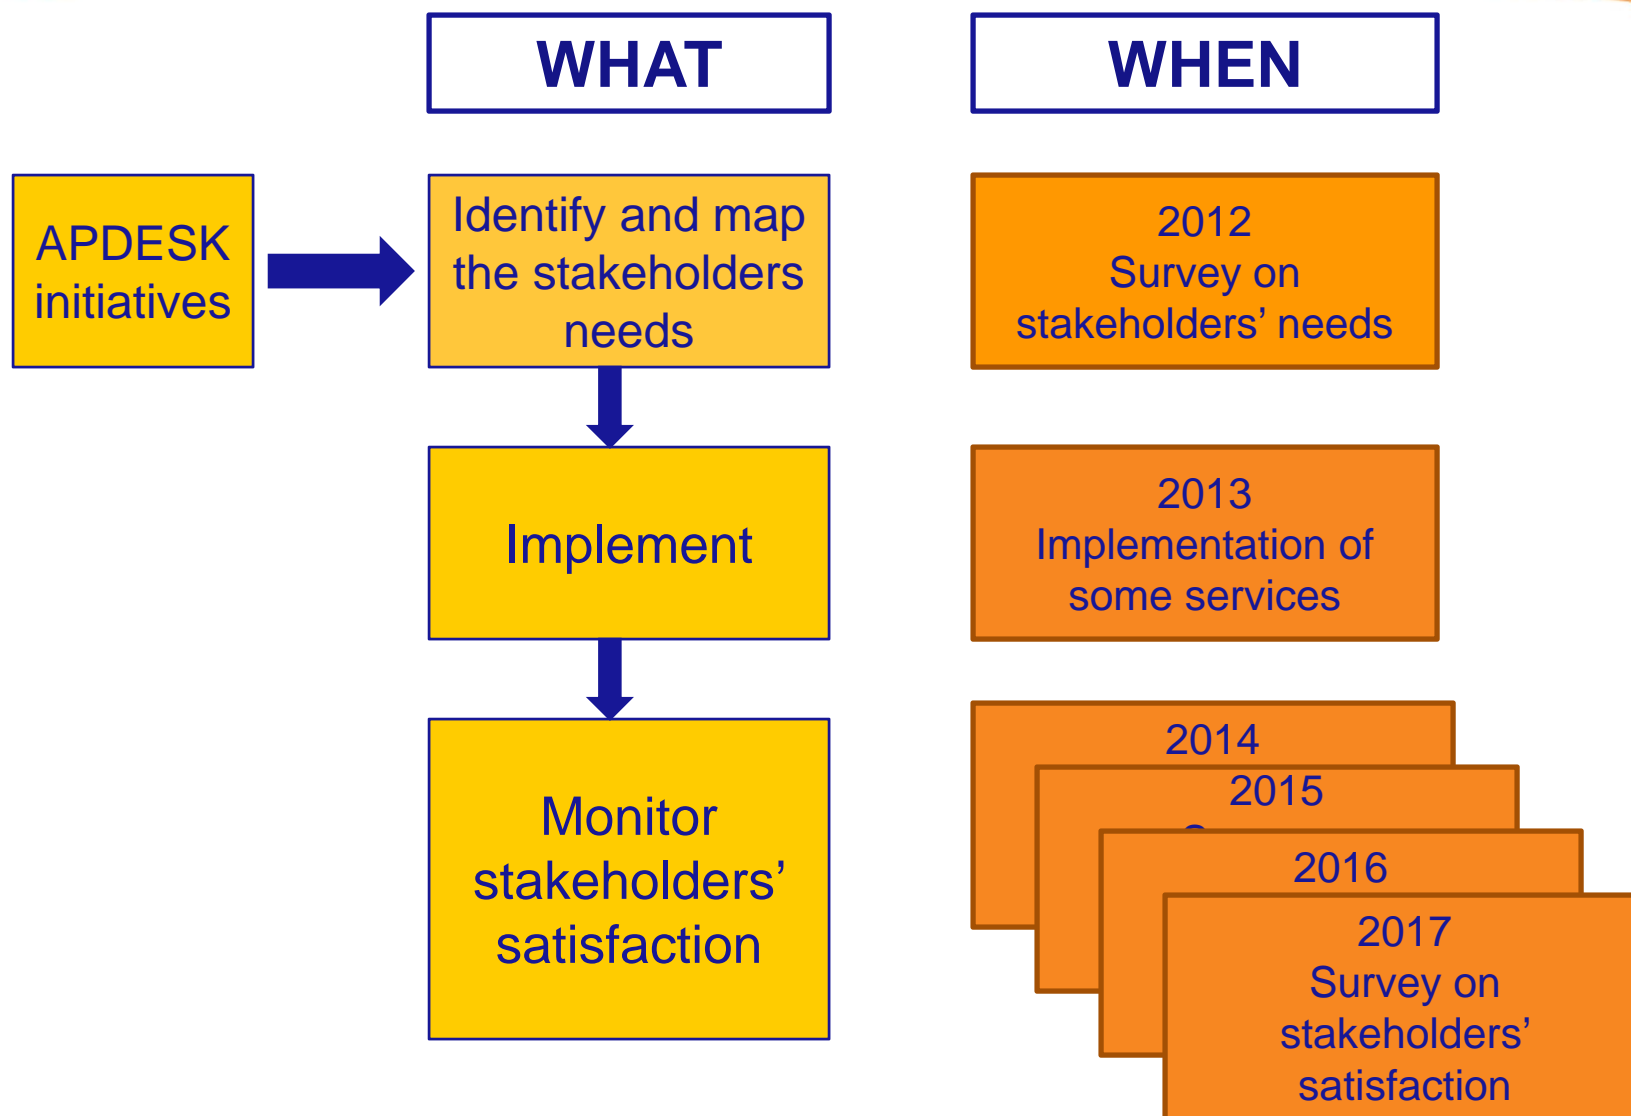 WHAT
WHEN
APDESK
initiatives
Identify and map
the stakeholders
needs
2012
Survey on
stakeholders’ needs
Implement
2013
Implementation of
some services
Monitor
stakeholders’
satisfaction
2014
2015
2016
2017
Survey on
stakeholders’
satisfaction